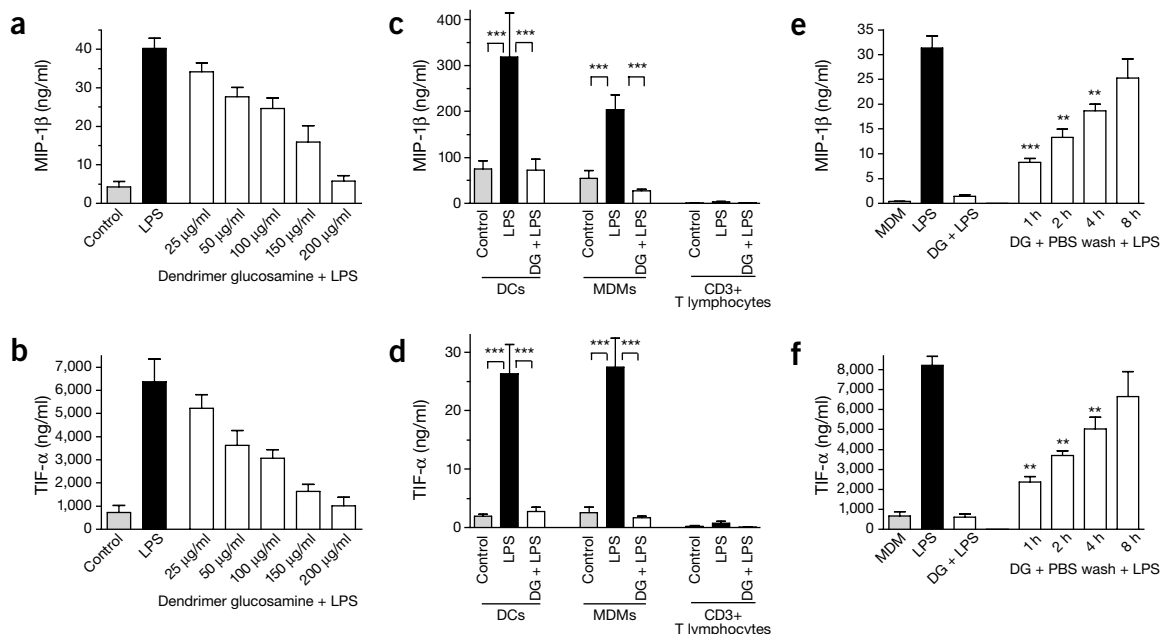 a
MIP-1β (ng/ml)
40
30
20
10
0
Control
LPS
25 µg/ml
50 µg/ml
100 µg/ml
150 µg/ml
200 µg/ml
Dendrimer glucosamine + LPS
b
TIF-α (ng/ml)
7,000
6,000
5,000
4,000
3,000
2,000
1,000
0
Control
LPS
25 µg/ml
50 µg/ml
100 µg/ml
150 µg/ml
200 µg/ml
Dendrimer glucosamine + LPS
c
MIP-1β (ng/ml)
400
300
200
100
0
*** ***
*** ***
Control
LPS
DG + LPS
Control
LPS
DG + LPS
Control
LPS
DG + LPS
DCs
MDMs
CD3+
T lymphocytes
d
TIF-α (ng/ml)
30
20
10
0
*** ***
*** ***
Control
LPS
DG + LPS
Control
LPS
DG + LPS
Control
LPS
DG + LPS
DCs
MDMs
CD3+
T lymphocytes
e
MIP-1β (ng/ml)
35
30
25
20
15
10
5
0
***
**
**
MDM
LPS
DG + LPS
1 h
2 h
4 h
8 h
DG + PBS wash + LPS
f
TIF-α (ng/ml)
8,000
7,000
6,000
5,000
4,000
3,000
2,000
1,000
0
**
**
**
MDM
LPS
DG + LPS
1 h
2 h
4 h
8 h
DG + PBS wash + LPS